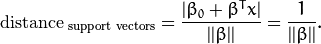 distance support vectors = |β₀ + βᵀx| / ||β|| = 1 / ||β||.